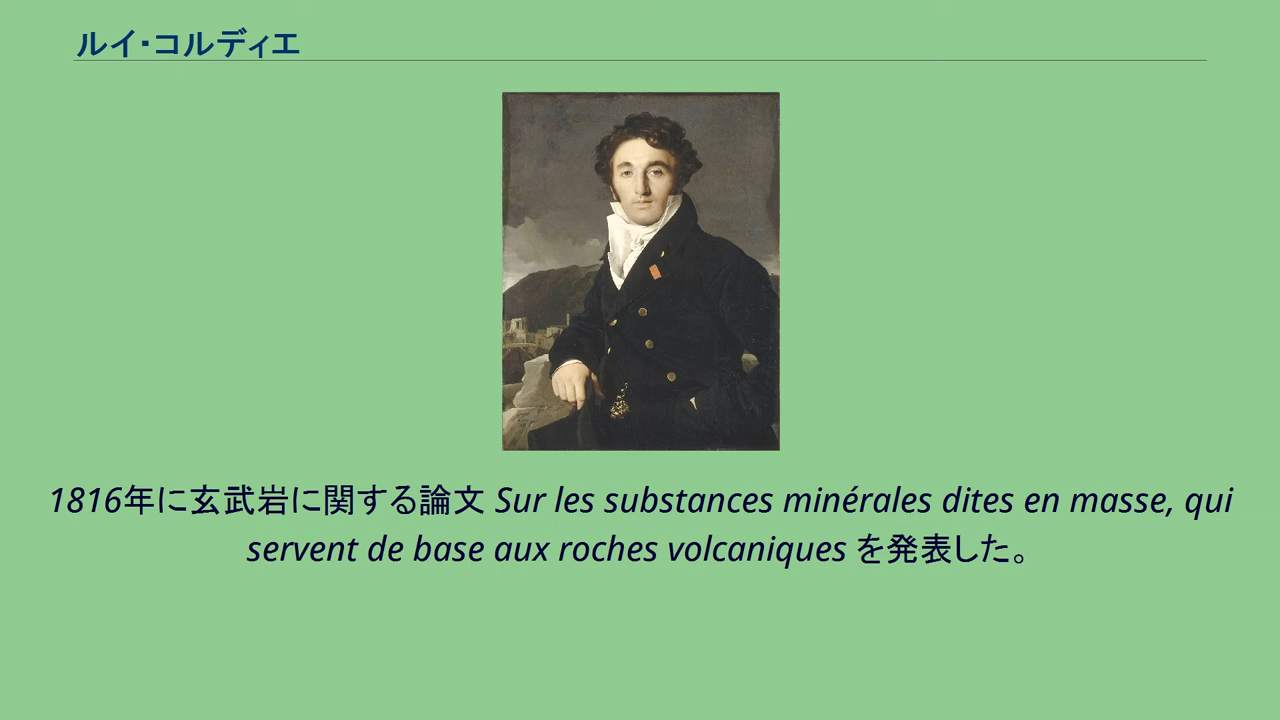 ルイ・コルディエ
1816年に玄武岩に関する論文 Sur les substances minérales dites en masse, qui
servent de base aux roches volcaniques を発表した。